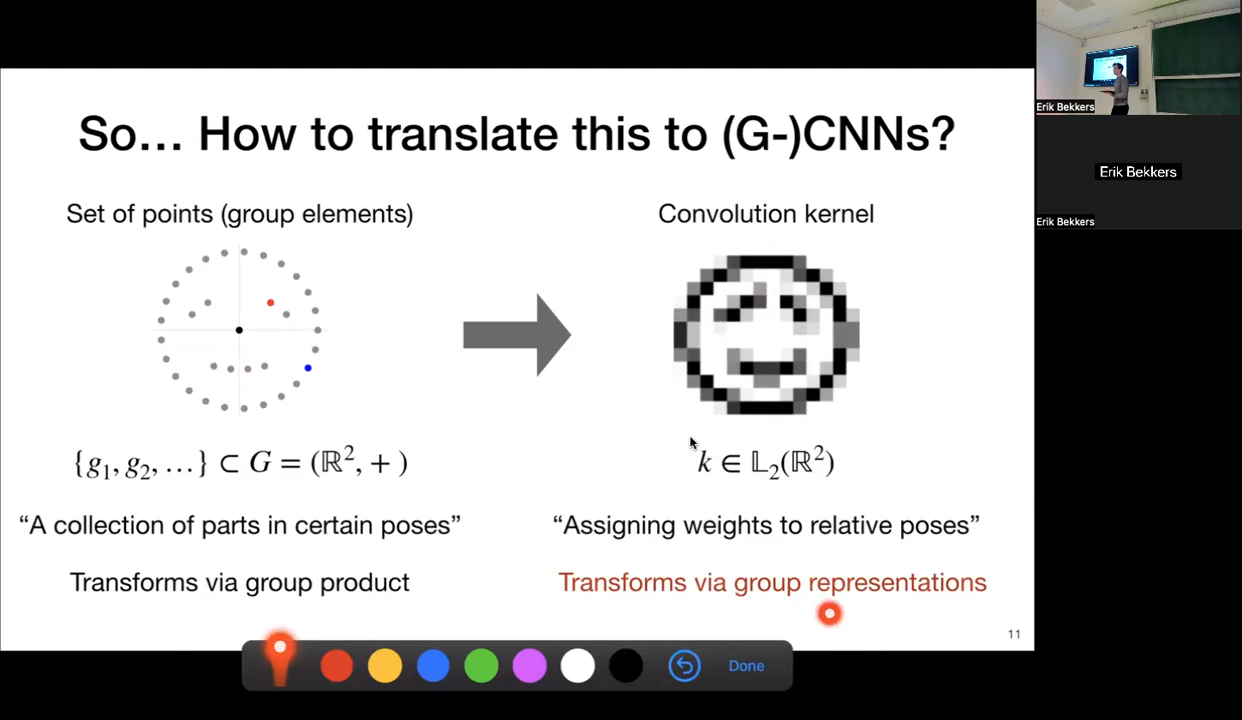 So… How to translate this to (G-)CNNs?
Set of points (group elements)
Convolution kernel
{g₁, g₂, …} ⊂ G = (ℝ², + )
k ∈ 𝕃₂(ℝ²)
“A collection of parts in certain poses”
“Assigning weights to relative poses”
Transforms via group product
Transforms via group representations
11
Done
Erik Bekkers
Erik Bekkers
Erik Bekkers